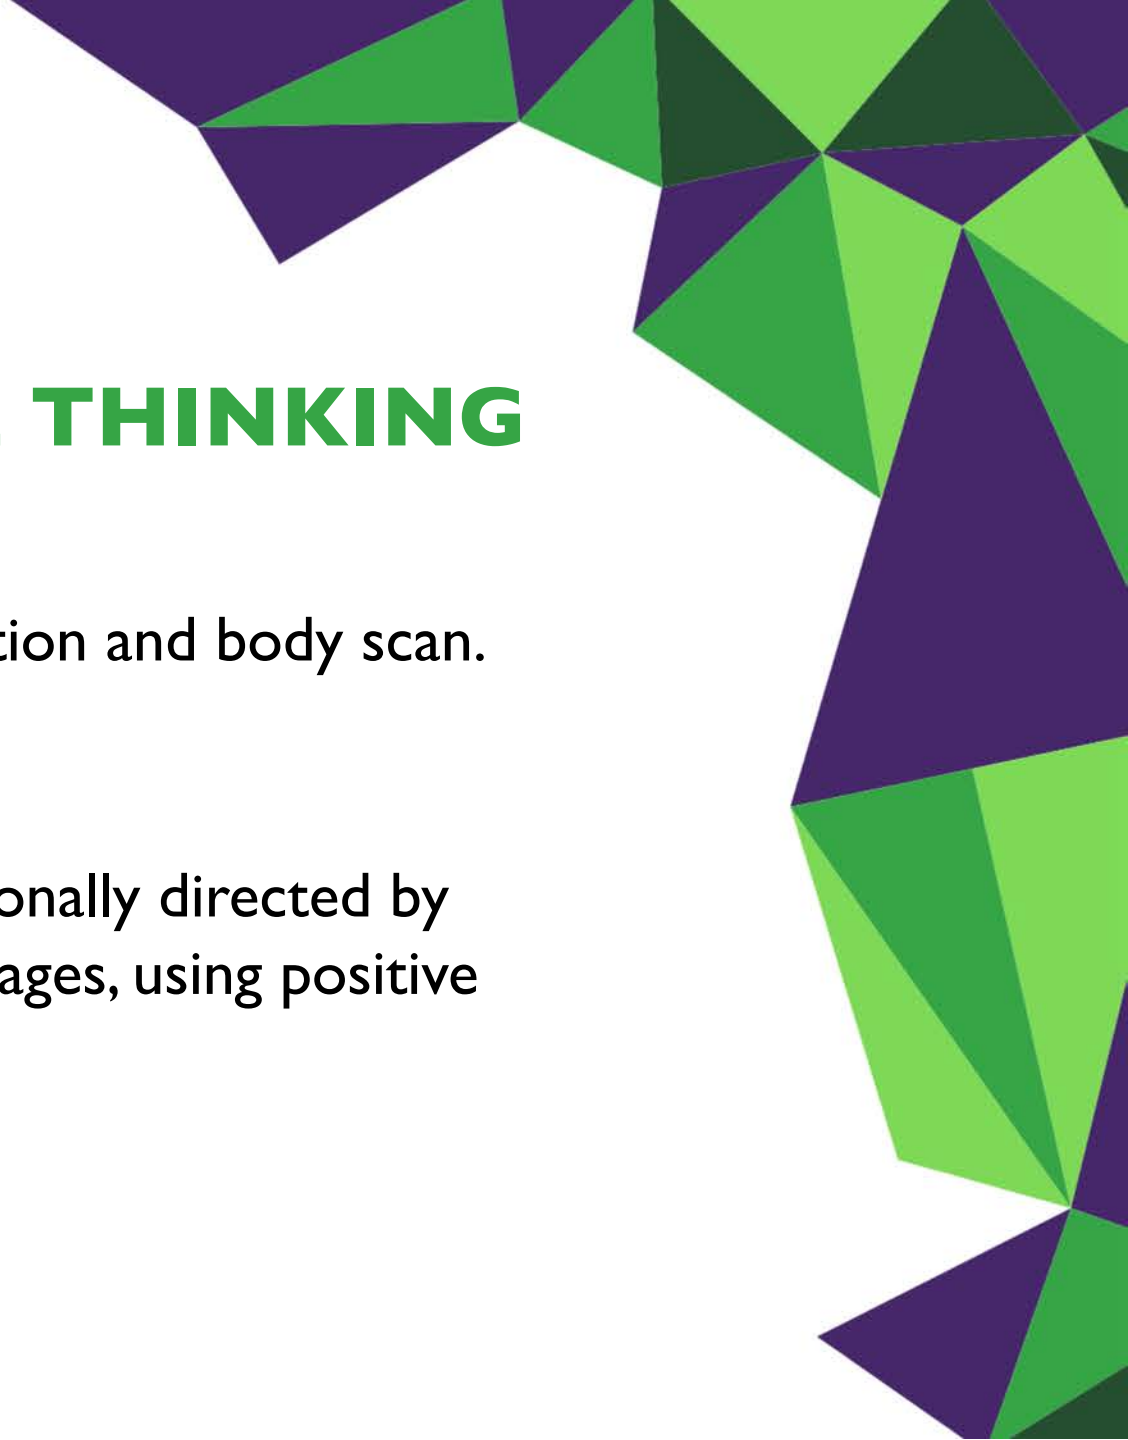 THINKING
tion and body scan.
onally directed by
ages, using positive